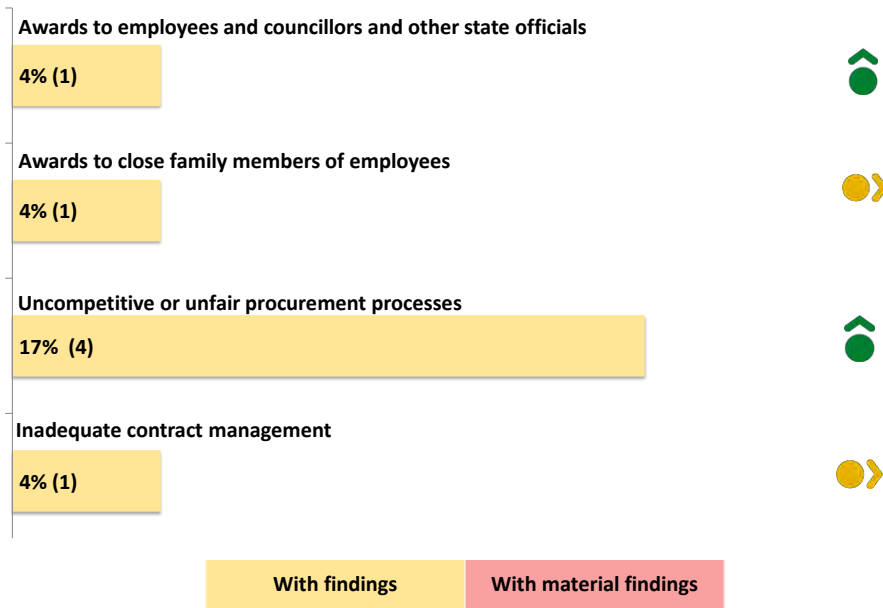 Awards to employees and councillors and other state officials
4% (1)
Awards to close family members of employees
4% (1)
Uncompetitive or unfair procurement processes
17% (4)
Inadequate contract management
4% (1)
With findings
With material findings